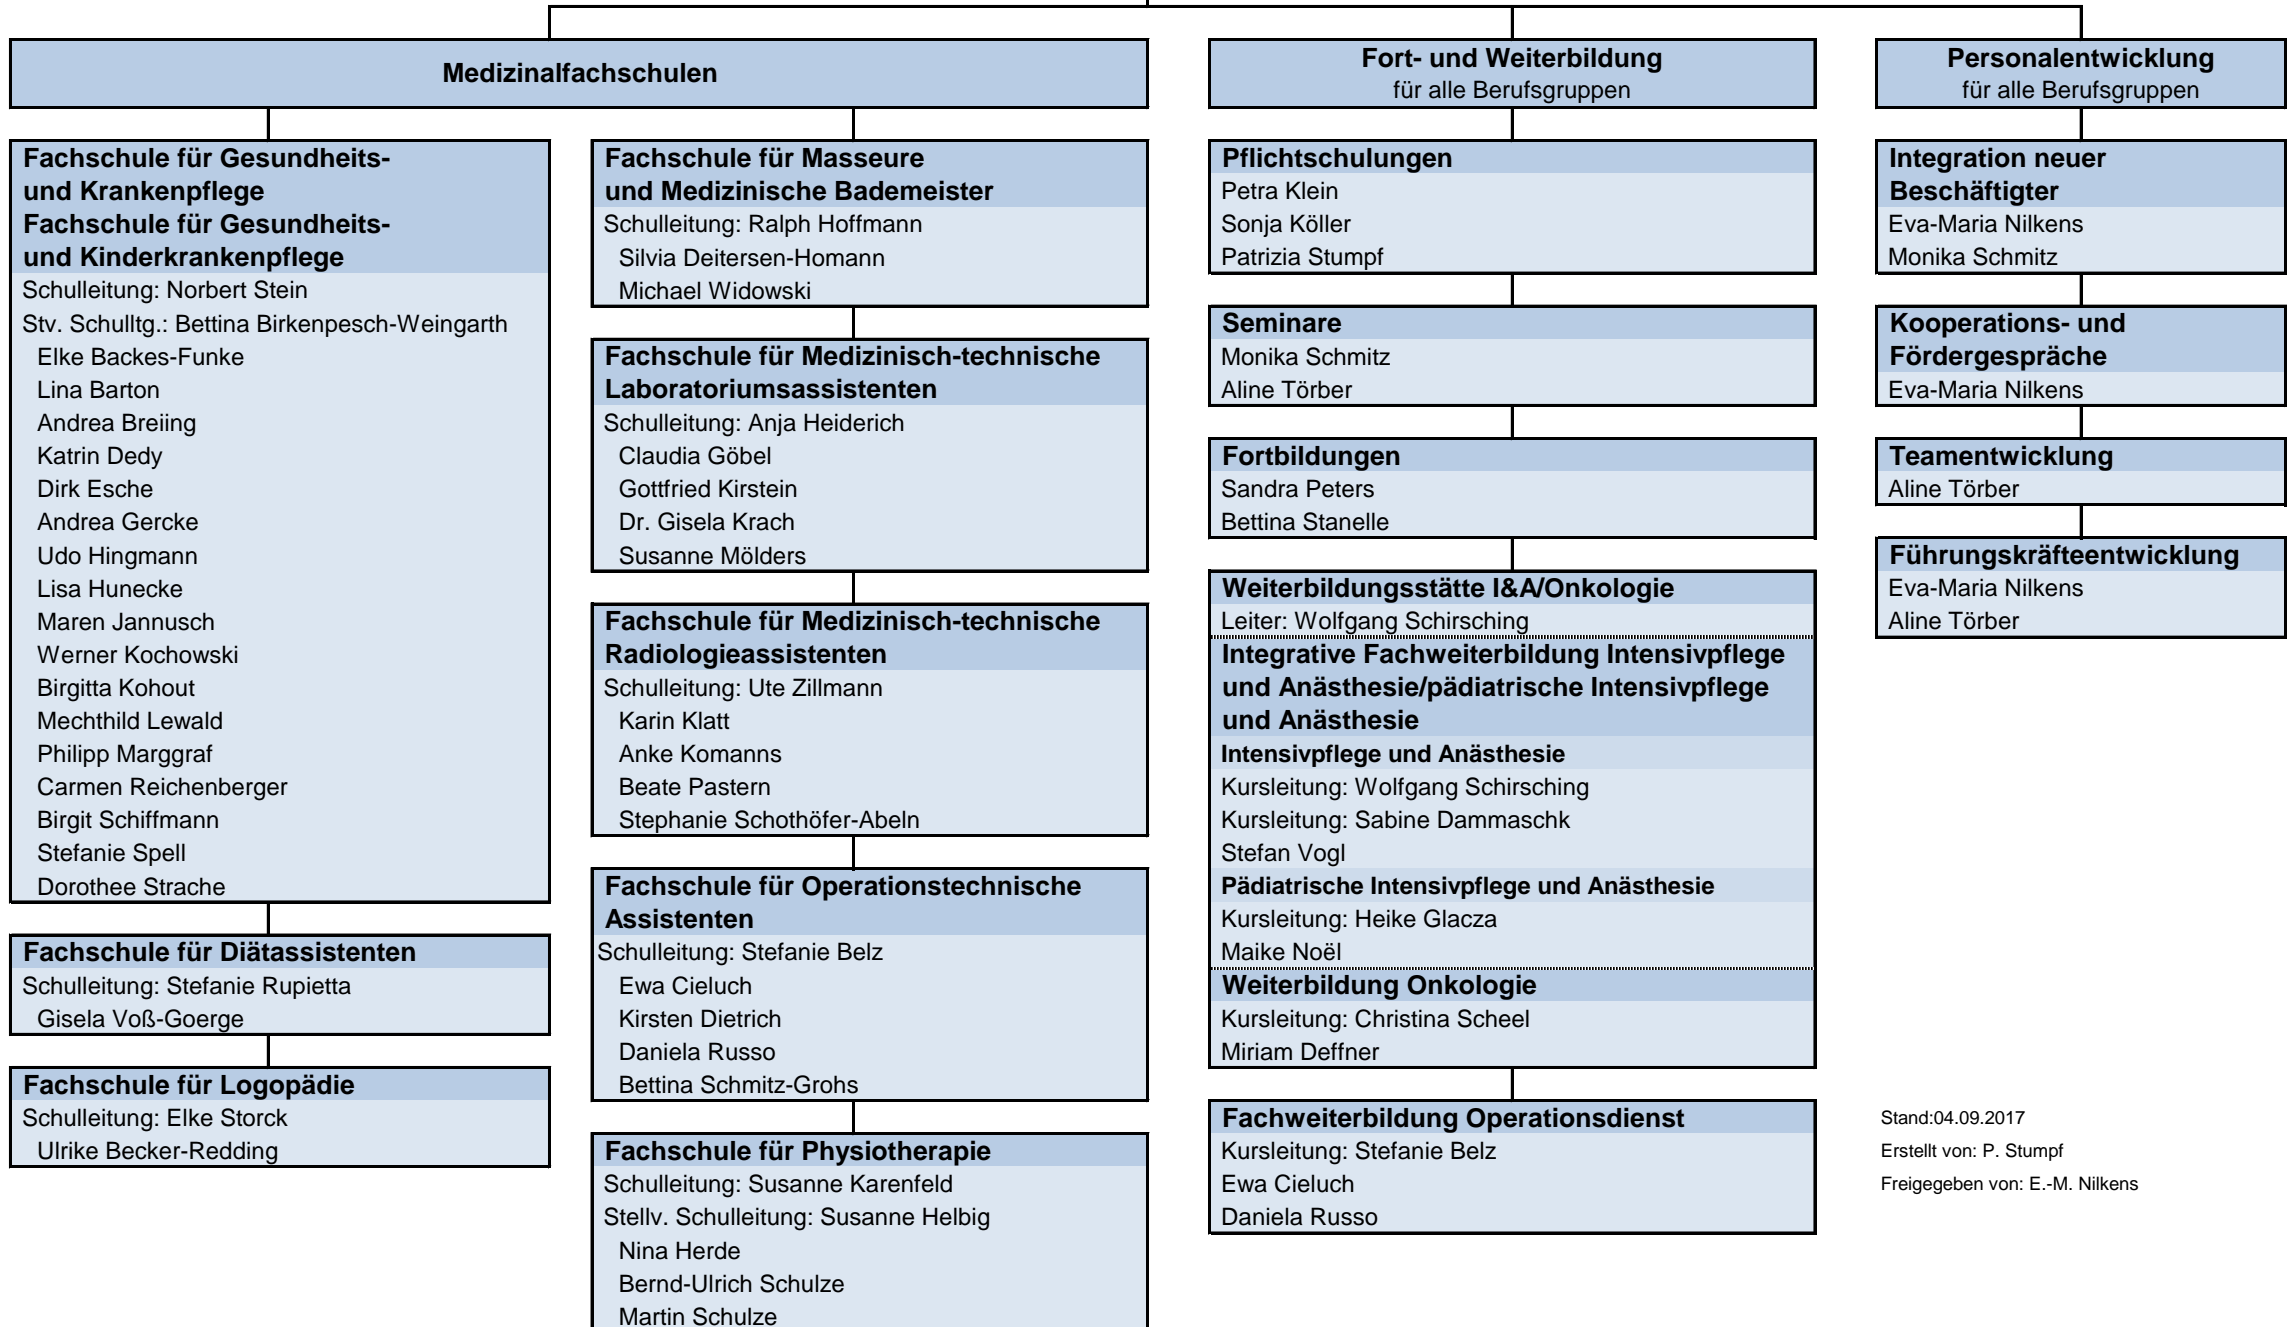 Medizinalfachschulen
Fachschule für Gesundheits-
und Krankenpflege
Fachschule für Gesundheits-
und Kinderkrankenpflege
Schulleitung: Norbert Stein
Stv. Schulltg.: Bettina Birkenpesch-Weingarth
Elke Backes-Funke
Lina Barton
Andrea Breiing
Katrin Dedy
Dirk Esche
Andrea Gercke
Udo Hingmann
Lisa Hunecke
Maren Jannusch
Werner Kochowski
Birgitta Kohout
Mechthild Lewald
Philipp Marggraf
Carmen Reichenberger
Birgit Schiffmann
Stefanie Spell
Dorothee Strache
Fachschule für Diätassistenten
Schulleitung: Stefanie Rupietta
Gisela Voß-Goerge
Fachschule für Logopädie
Schulleitung: Elke Storck
Ulrike Becker-Redding
Fachschule für Masseure
und Medizinische Bademeister
Schulleitung: Ralph Hoffmann
Silvia Deitersen-Homann
Michael Widowski
Fachschule für Medizinisch-technische
Laboratoriumsassistenten
Schulleitung: Anja Heiderich
Claudia Göbel
Gottfried Kirstein
Dr. Gisela Krach
Susanne Mölders
Fachschule für Medizinisch-technische
Radiologieassistenten
Schulleitung: Ute Zillmann
Karin Klatt
Anke Komanns
Beate Pastern
Stephanie Schothöfer-Abeln
Fachschule für Operationstechnische
Assistenten
Schulleitung: Stefanie Belz
Ewa Cieluch
Kirsten Dietrich
Daniela Russo
Bettina Schmitz-Grohs
Fachschule für Physiotherapie
Schulleitung: Susanne Karenfeld
Stellv. Schulleitung: Susanne Helbig
Nina Herde
Bernd-Ulrich Schulze
Martin Schulze
Fort- und Weiterbildung
für alle Berufsgruppen
Pflichtschulungen
Petra Klein
Sonja Köller
Patrizia Stumpf
Seminare
Monika Schmitz
Aline Törber
Fortbildungen
Sandra Peters
Bettina Stanelle
Weiterbildungsstätte I&A/Onkologie
Leiter: Wolfgang Schirsching
Integrative Fachweiterbildung Intensivpflege
und Anästhesie/pädiatrische Intensivpflege
und Anästhesie
Intensivpflege und Anästhesie
Kursleitung: Wolfgang Schirsching
Kursleitung: Sabine Dammaschk
Stefan Vogl
Pädiatrische Intensivpflege und Anästhesie
Kursleitung: Heike Glacza
Maike Noël
Weiterbildung Onkologie
Kursleitung: Christina Scheel
Miriam Deffner
Fachweiterbildung Operationsdienst
Kursleitung: Stefanie Belz
Ewa Cieluch
Daniela Russo
Personalentwicklung
für alle Berufsgruppen
Integration neuer
Beschäftigter
Eva-Maria Nilkens
Monika Schmitz
Kooperations- und
Fördergespräche
Eva-Maria Nilkens
Teamentwicklung
Aline Törber
Führungskräfteentwicklung
Eva-Maria Nilkens
Aline Törber
Stand:04.09.2017
Erstellt von: P. Stumpf
Freigegeben von: E.-M. Nilkens